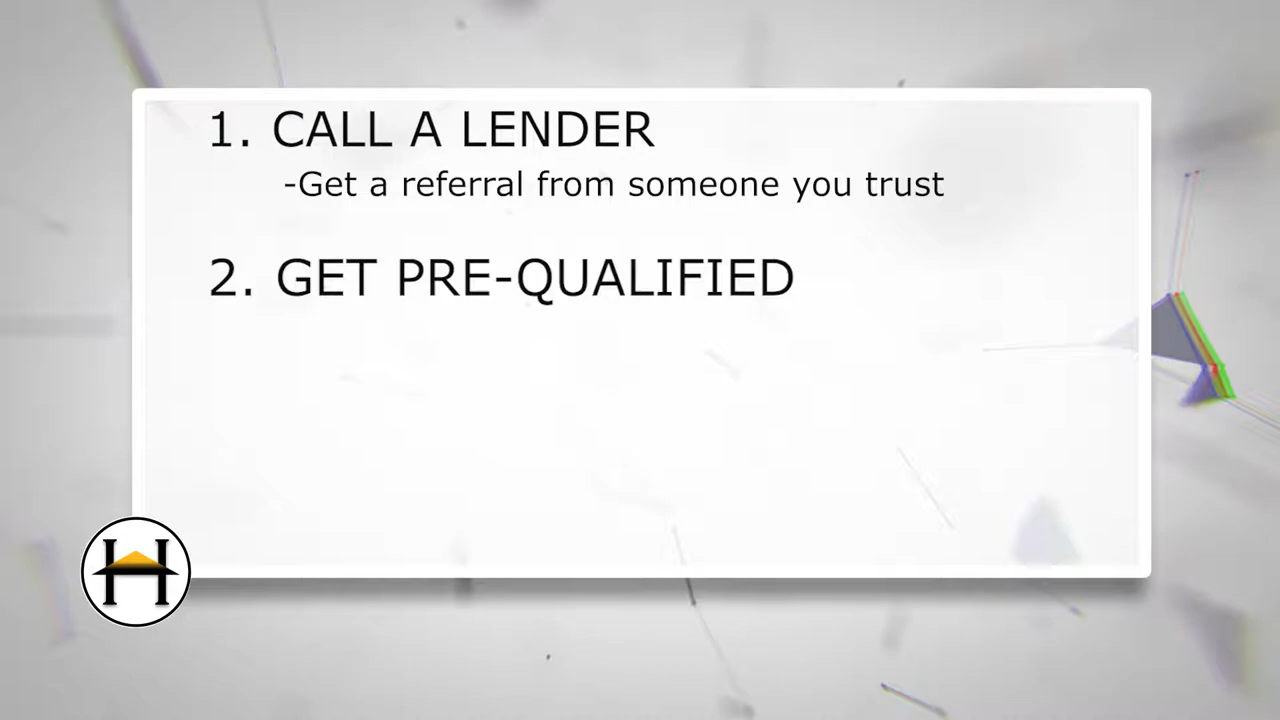 1. CALL A LENDER
-Get a referral from someone you trust
2. GET PRE-QUALIFIED
H